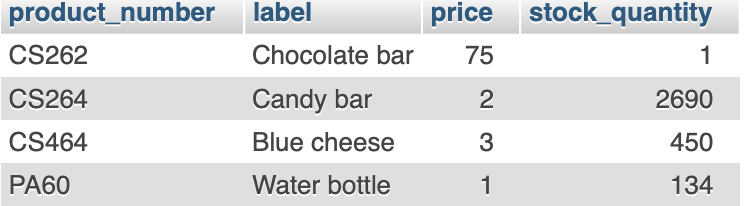 product_number label price stock_quantity
CS262 Chocolate bar 75 1
CS264 Candy bar 2 2690
CS464 Blue cheese 3 450
PA60 Water bottle 1 134